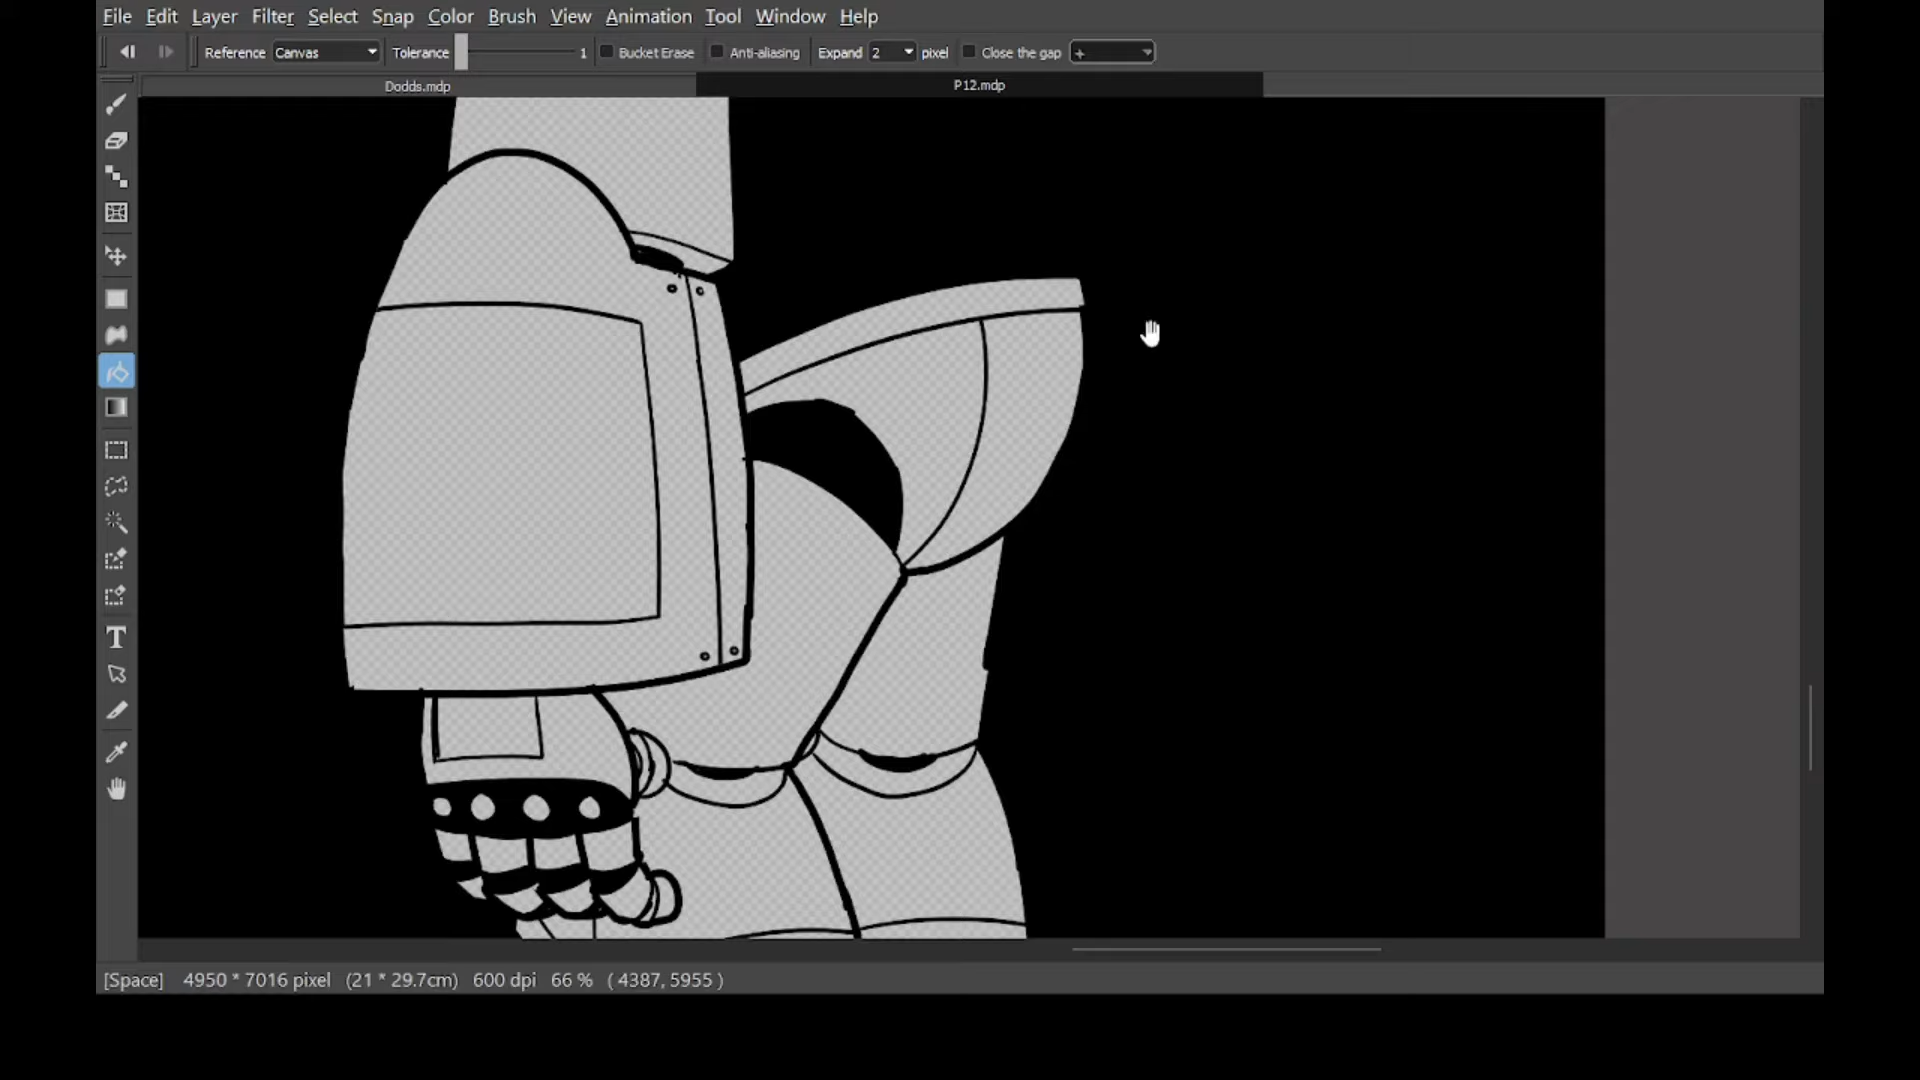 File Edit Layer Filter Select Snap Color Brush View Animation Tool Window Help
Reference Canvas Tolerance 1 Bucket Erase Anti-aliasing Expand 2 pixel Close the gap +
Dodds.mdp P12.mdp
T
[Space] 4950 * 7016 pixel (21 * 29.7cm) 600 dpi 66 % ( 4387, 5955 )